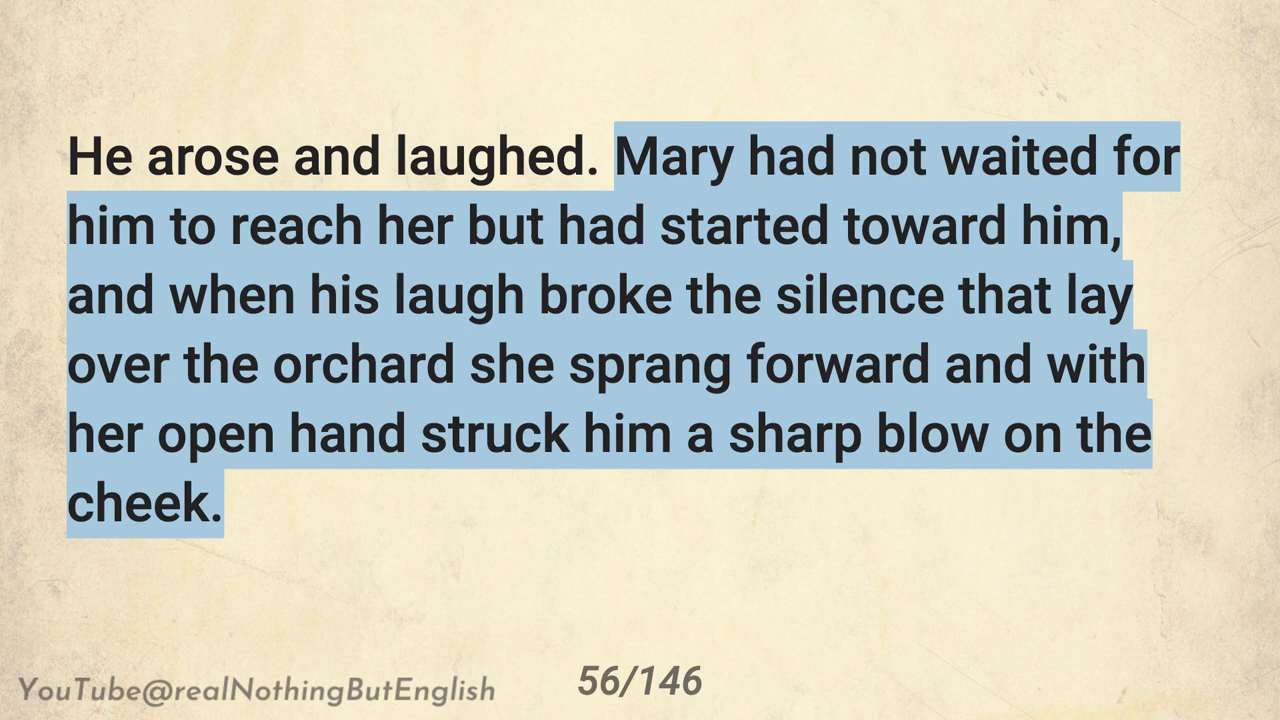 He arose and laughed. Mary had not waited for
him to reach her but had started toward him,
and when his laugh broke the silence that lay
over the orchard she sprang forward and with
her open hand struck him a sharp blow on the
cheek.
YouTube@realNothingButEnglish
56/146